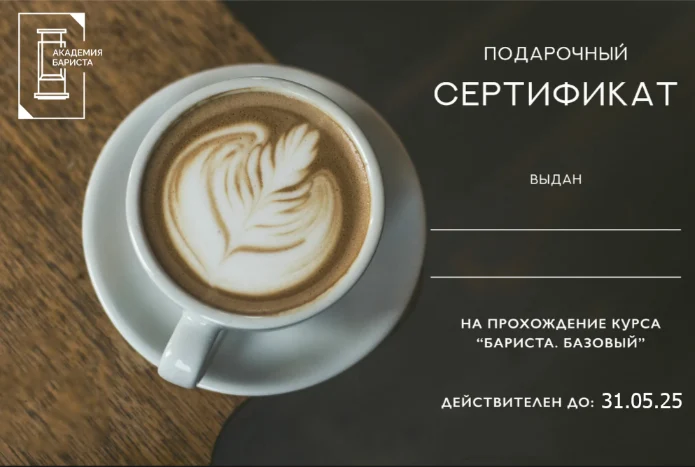 АКАДЕМИЯ
БАРИСТА
ПОДАРОЧНЫЙ
СЕРТИФИКАТ
ВЫДАН
НА ПРОХОЖДЕНИЕ КУРСА
“БАРИСТА. БАЗОВЫЙ”
ДЕЙСТВИТЕЛЕН ДО: 31.05.25